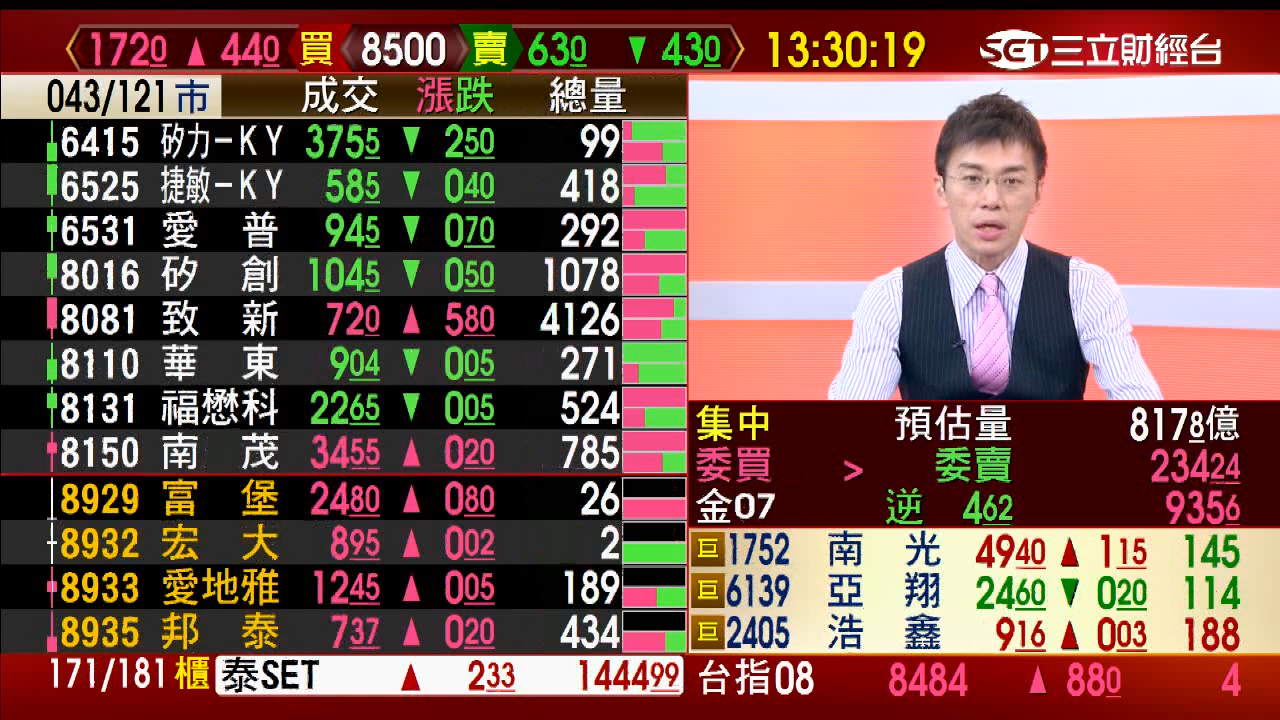 1720 ▲ 440 買 8500 賣 630 ▼ 430 13:30:19 SET三立財經台
043/121 市 成交 漲跌 總量
6415 矽力-KY 3755 ▼ 250 99
6525 捷敏-KY 585 ▼ 040 418
6531 愛普 945 ▼ 070 292
8016 矽創 1045 ▼ 050 1078
8081 致新 720 ▲ 580 4126
8110 華東 904 ▼ 005 271
8131 福懋科 2265 ▼ 005 524
8150 南茂 3455 ▲ 020 785
8929 富堡 2480 ▲ 080 26
8932 宏大 895 ▲ 002 2
8933 愛地雅 1245 ▲ 005 189
8935 邦泰 737 ▲ 020 434
171/181 櫃 泰SET ▲ 233 144499
集中 預估量 8178億
委買 > 委賣 23424
金07 逆 462 9356
巨 1752 南光 4940 ▲ 115 145
巨 6139 亞翔 2460 ▼ 020 114
巨 2405 浩鑫 916 ▲ 003 188
台指08 8484 ▲ 880 4